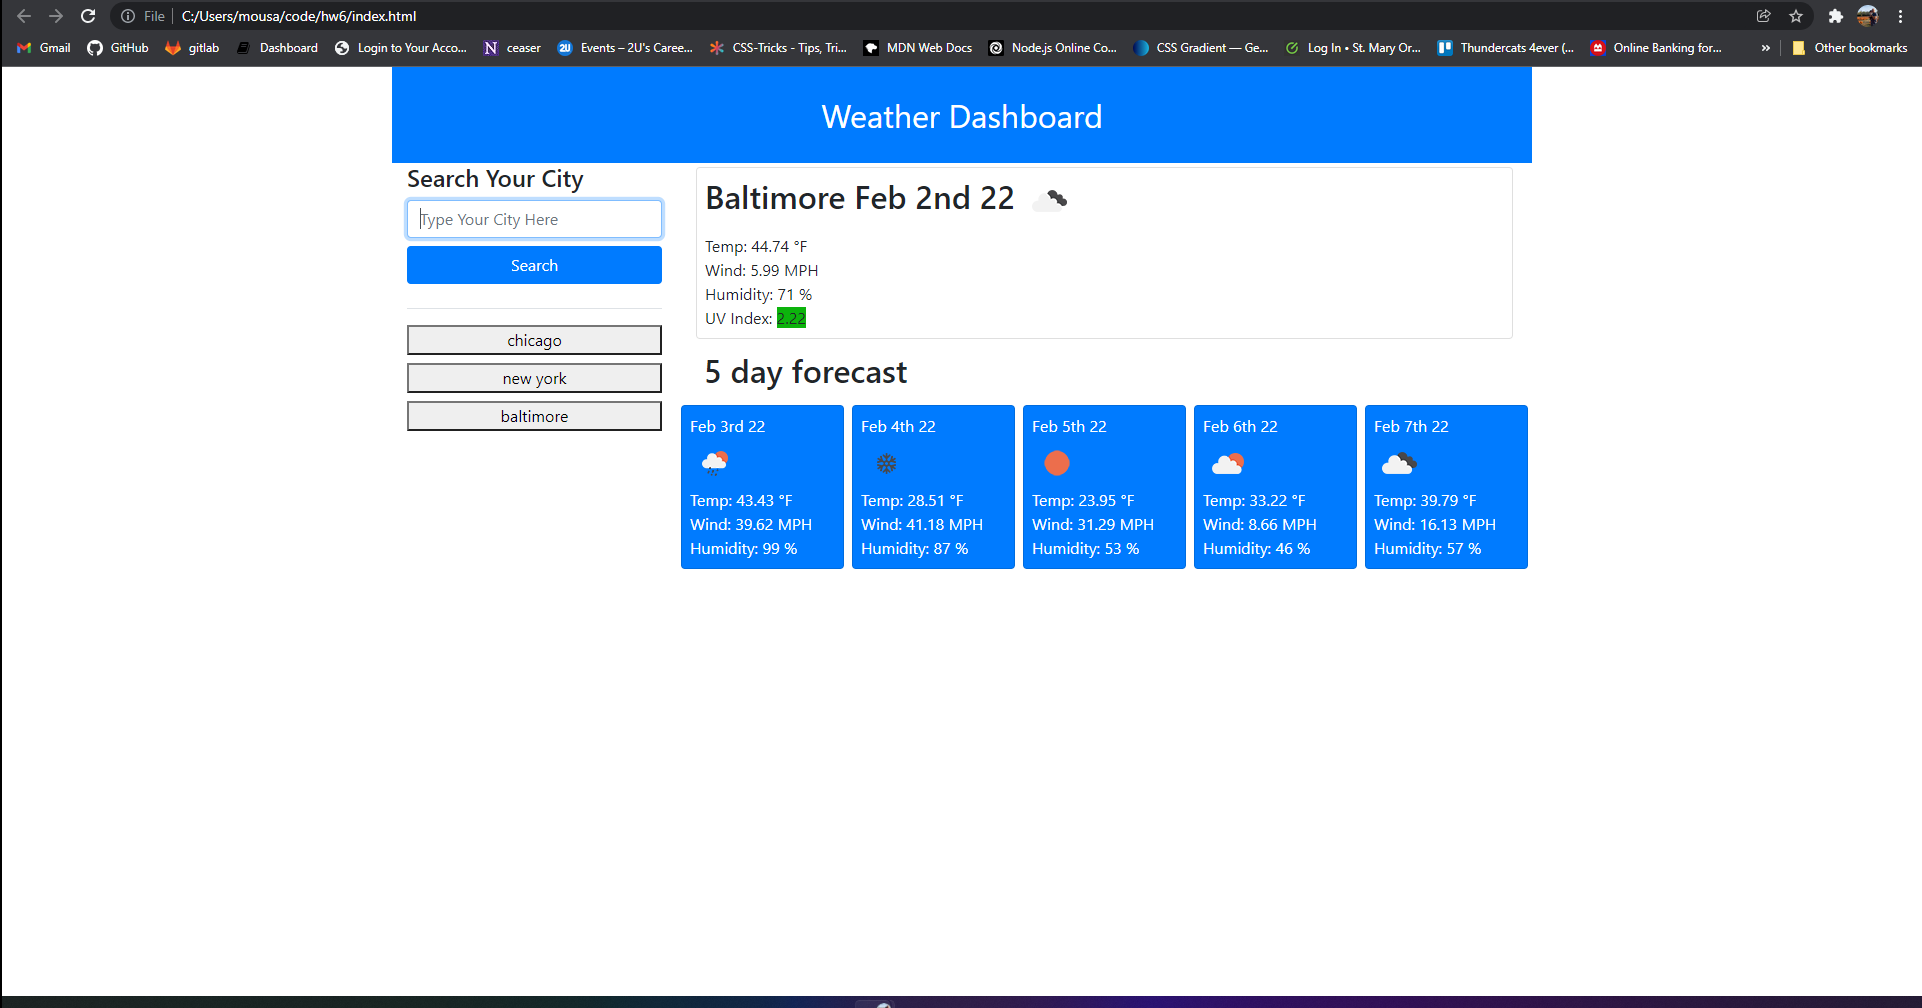 File C:/Users/mousa/code/hw6/index.html
Gmail GitHub gitlab Dashboard Login to Your Acco... N ceaser 2U Events – 2U's Caree... CSS-Tricks - Tips, Tri... MDN Web Docs Node.js Online Co... CSS Gradient — Ge... Log In • St. Mary Or... Thundercats 4ever (... Online Banking for... » Other bookmarks
Weather Dashboard
Search Your City
Type Your City Here
Search
chicago
new york
baltimore
Baltimore Feb 2nd 22
Temp: 44.74 °F
Wind: 5.99 MPH
Humidity: 71 %
UV Index: 2.22
5 day forecast
Feb 3rd 22
Temp: 43.43 °F
Wind: 39.62 MPH
Humidity: 99 %
Feb 4th 22
Temp: 28.51 °F
Wind: 41.18 MPH
Humidity: 87 %
Feb 5th 22
Temp: 23.95 °F
Wind: 31.29 MPH
Humidity: 53 %
Feb 6th 22
Temp: 33.22 °F
Wind: 8.66 MPH
Humidity: 46 %
Feb 7th 22
Temp: 39.79 °F
Wind: 16.13 MPH
Humidity: 57 %